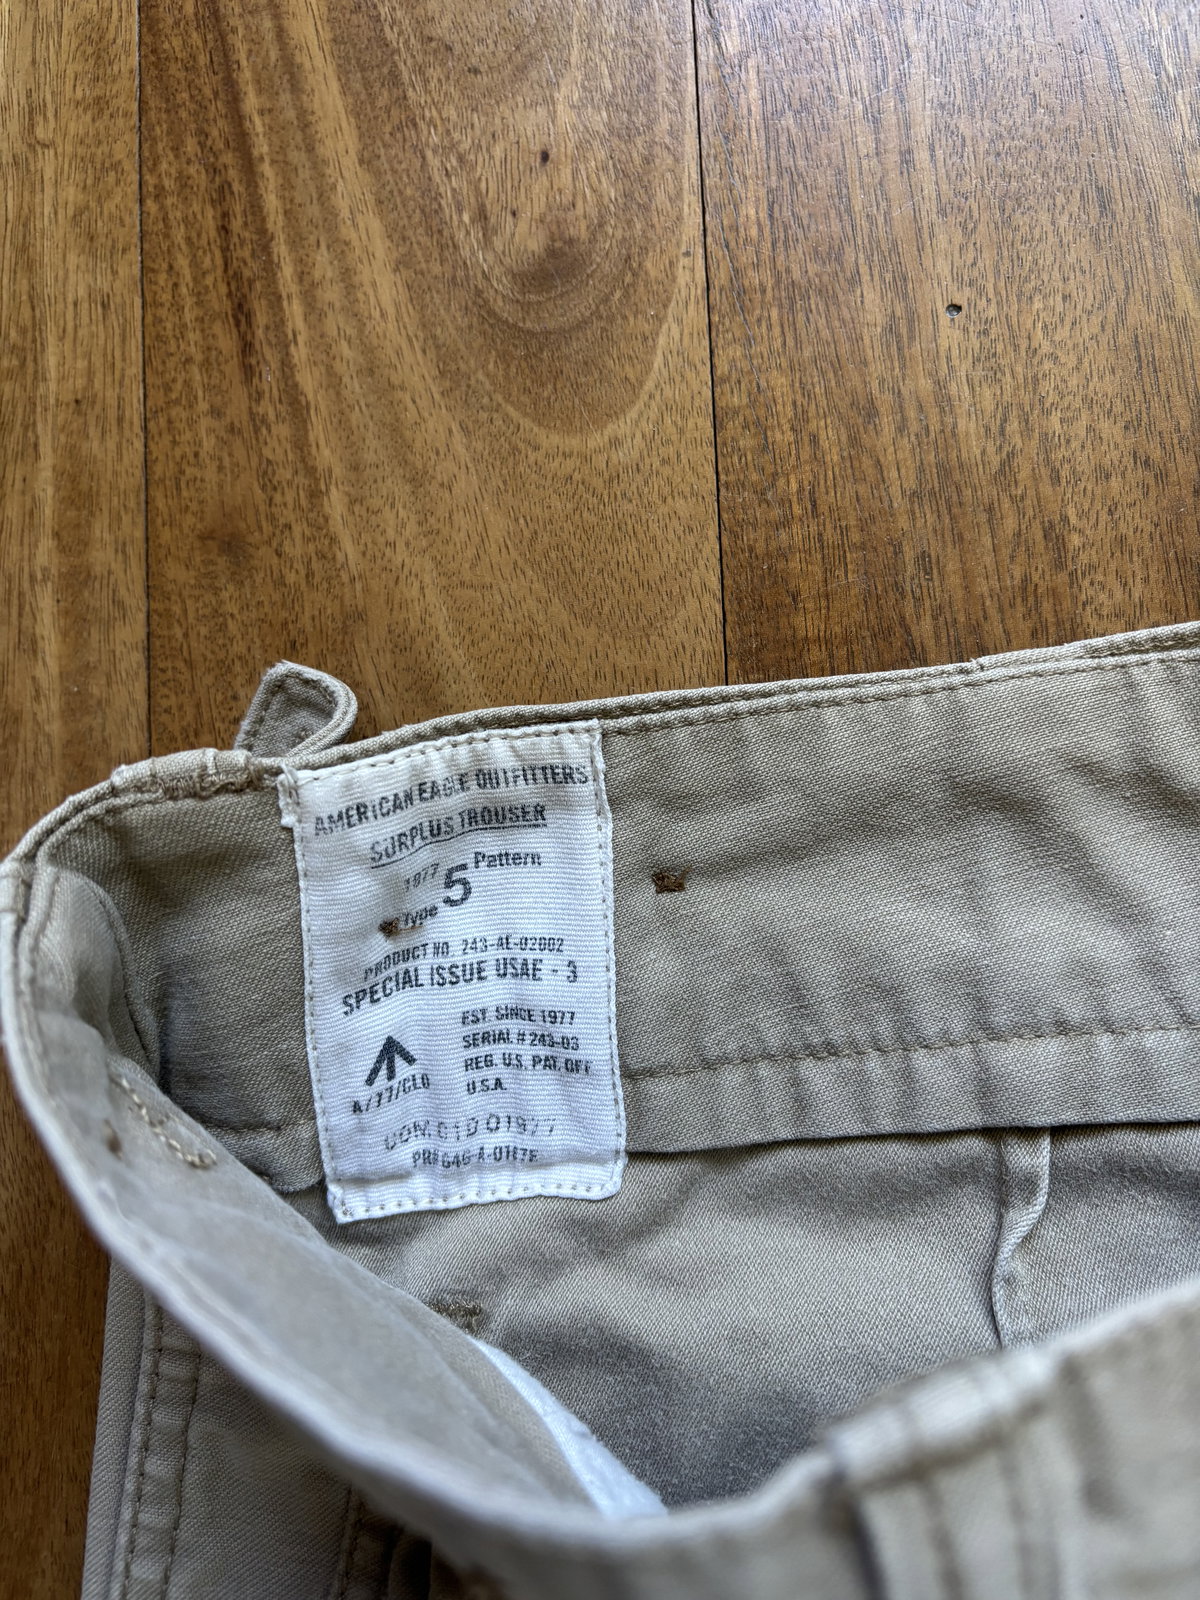 AMERICAN EAGLE OUTFITTERS
SURPLUS TROUSER
1977 Pattern
Type 5
PRODUCT NO. 243-AE-02002
SPECIAL ISSUE USAE - 3
EST. SINCE 1977
SERIAL # 243-03
REG. U.S. PAT. OFF
U.S.A.
A/77/CLO